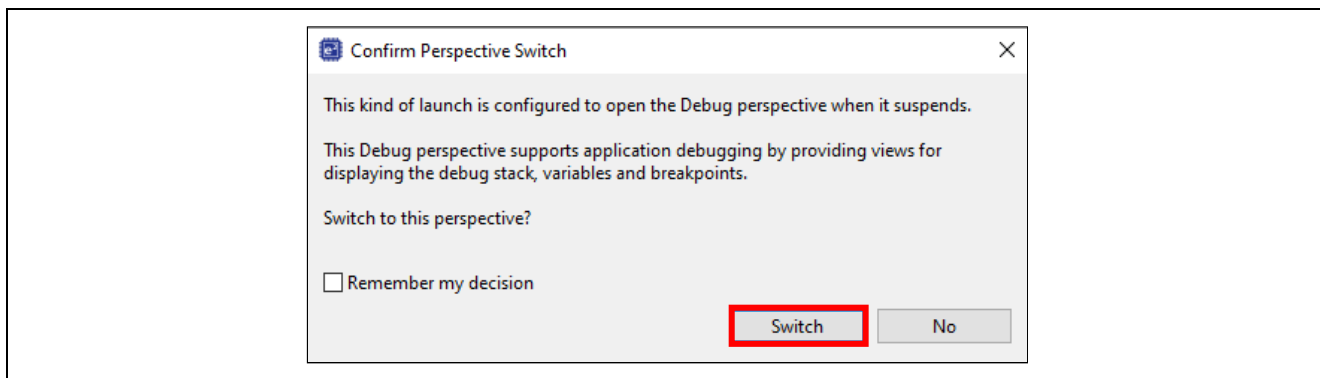 Confirm Perspective Switch
This kind of launch is configured to open the Debug perspective when it suspends.
This Debug perspective supports application debugging by providing views for
displaying the debug stack, variables and breakpoints.
Switch to this perspective?
Remember my decision
Switch No